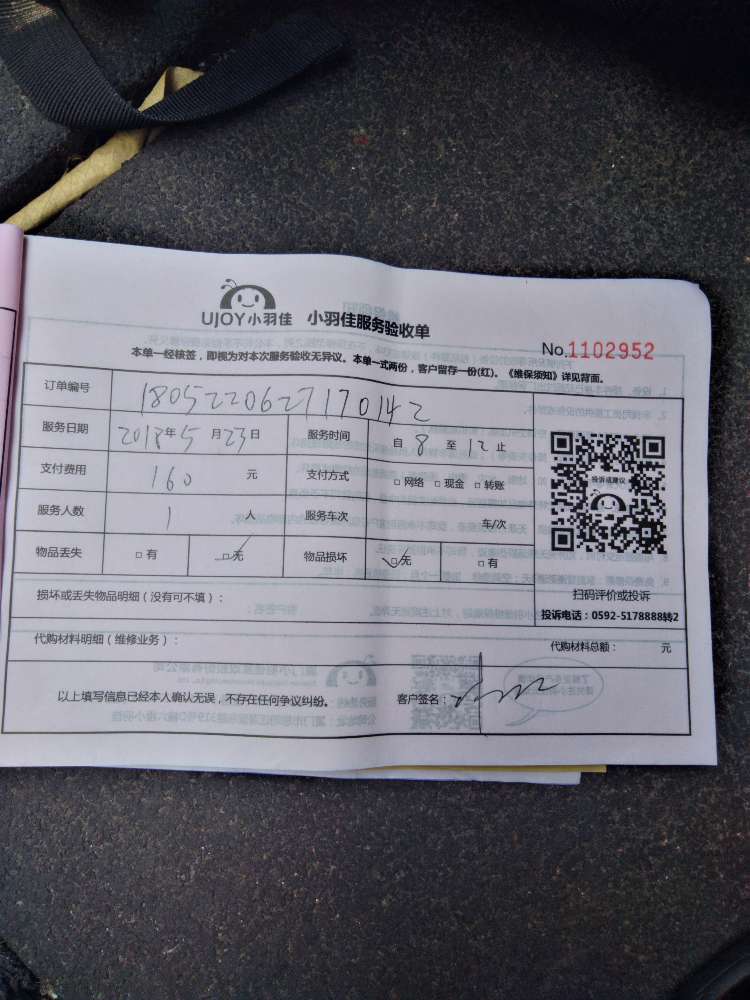 UJOY小羽佳 小羽佳服务验收单
No.1102952
本单一经核签，即视为对本次服务验收无异议。本单一式两份，客户留存一份(红)。《维保须知》详见背面。
订单编号 1805220627170142
服务日期 2018年5月23日 服务时间 自 8 至 12 止
支付费用 160 元 支付方式 □网络 □现金 □转账
服务人数 1 人 服务车次 车/次
物品丢失 □有 □无 物品损坏 □无 □有
投诉或建议
扫码评价或投诉
投诉电话：0592-5178888转2
损坏或丢失物品明细（没有可不填）：
代购材料明细（维修业务）： 代购材料总额： 元
以上填写信息已经本人确认无误，不存在任何争议纠纷。 客户签名：